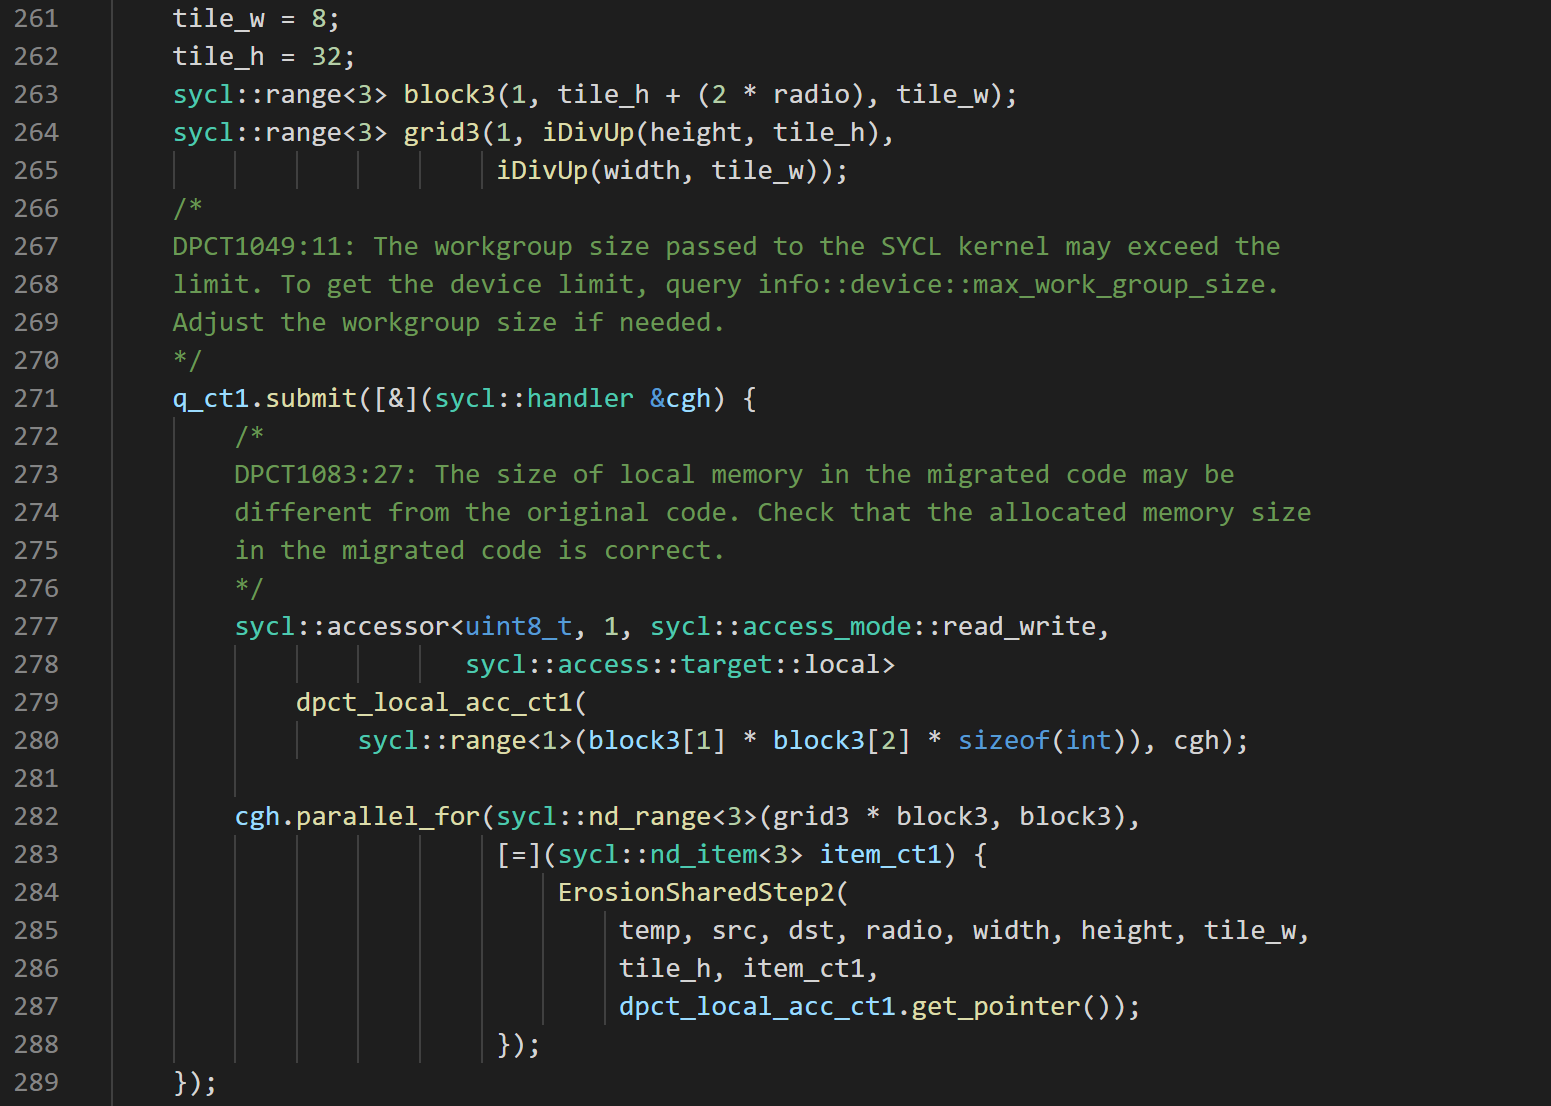 261 tile_w = 8;
262 tile_h = 32;
263 sycl::range<3> block3(1, tile_h + (2 * radio), tile_w);
264 sycl::range<3> grid3(1, iDivUp(height, tile_h),
265 iDivUp(width, tile_w));
266 /*
267 DPCT1049:11: The workgroup size passed to the SYCL kernel may exceed the
268 limit. To get the device limit, query info::device::max_work_group_size.
269 Adjust the workgroup size if needed.
270 */
271 q_ct1.submit([&](sycl::handler &cgh) {
272 /*
273 DPCT1083:27: The size of local memory in the migrated code may be
274 different from the original code. Check that the allocated memory size
275 in the migrated code is correct.
276 */
277 sycl::accessor<uint8_t, 1, sycl::access_mode::read_write,
278 sycl::access::target::local>
279 dpct_local_acc_ct1(
280 sycl::range<1>(block3[1] * block3[2] * sizeof(int)), cgh);
281
282 cgh.parallel_for(sycl::nd_range<3>(grid3 * block3, block3),
283 [=](sycl::nd_item<3> item_ct1) {
284 ErosionSharedStep2(
285 temp, src, dst, radio, width, height, tile_w,
286 tile_h, item_ct1,
287 dpct_local_acc_ct1.get_pointer());
288 });
289 });